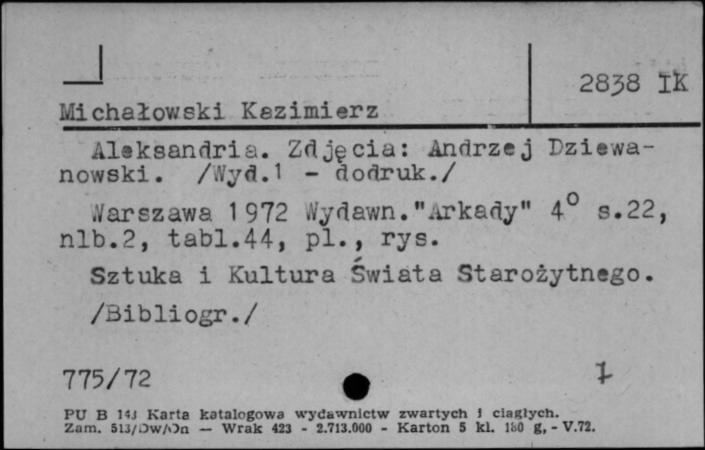 2838 IK
Michałowski Kazimierz
Aleksandria. Zdjęcia: Andrzej Dziewa-
nowski. /Wyd.1 - dodruk./
Warszawa 1972 Wydawn."Arkady" 4° s.22,
nlb.2, tabl.44, pl., rys.
Sztuka i Kultura Świata Starożytnego.
/Bibliogr./
775/72
PU B 143 Karta katalogowa wydawnictw zwartych i ciągłych.
Zam. 513/Dw/On — Wrak 423 - 2.713.000 - Karton 5 kl. 180 g, - V.72.